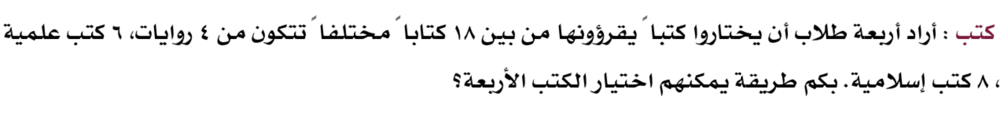 كتب : أراد أربعة طلاب أن يختاروا كتباً يقرؤونها من بين ١٨ كتاباً مختلفاً تتكون من ٤ روايات، ٦ كتب علمية
، ٨ كتب إسلامية. بكم طريقة يمكنهم اختيار الكتب الأربعة؟